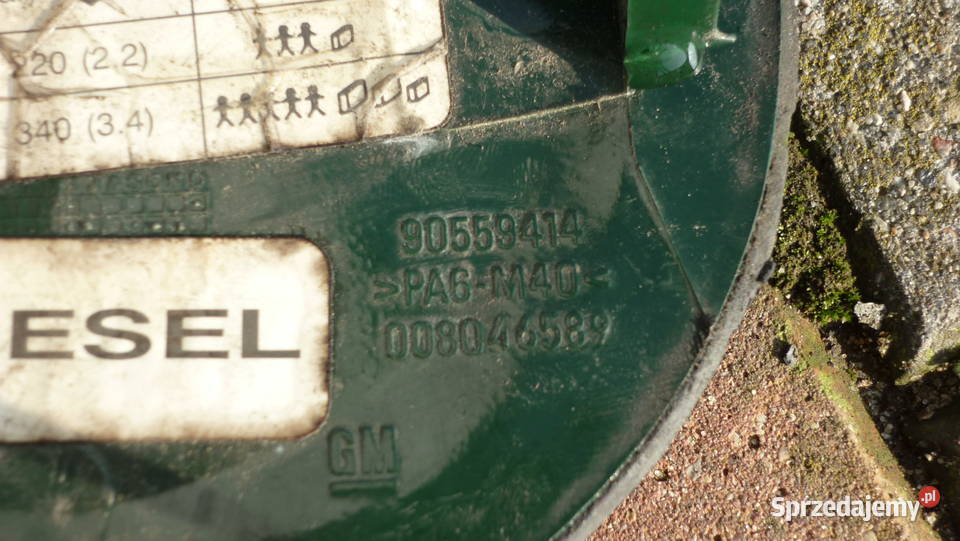 220 (2.2)
340 (3.4)
90559414
>PA6-M40<
ESEL
008046589
GM
Sprzedajemy.pl